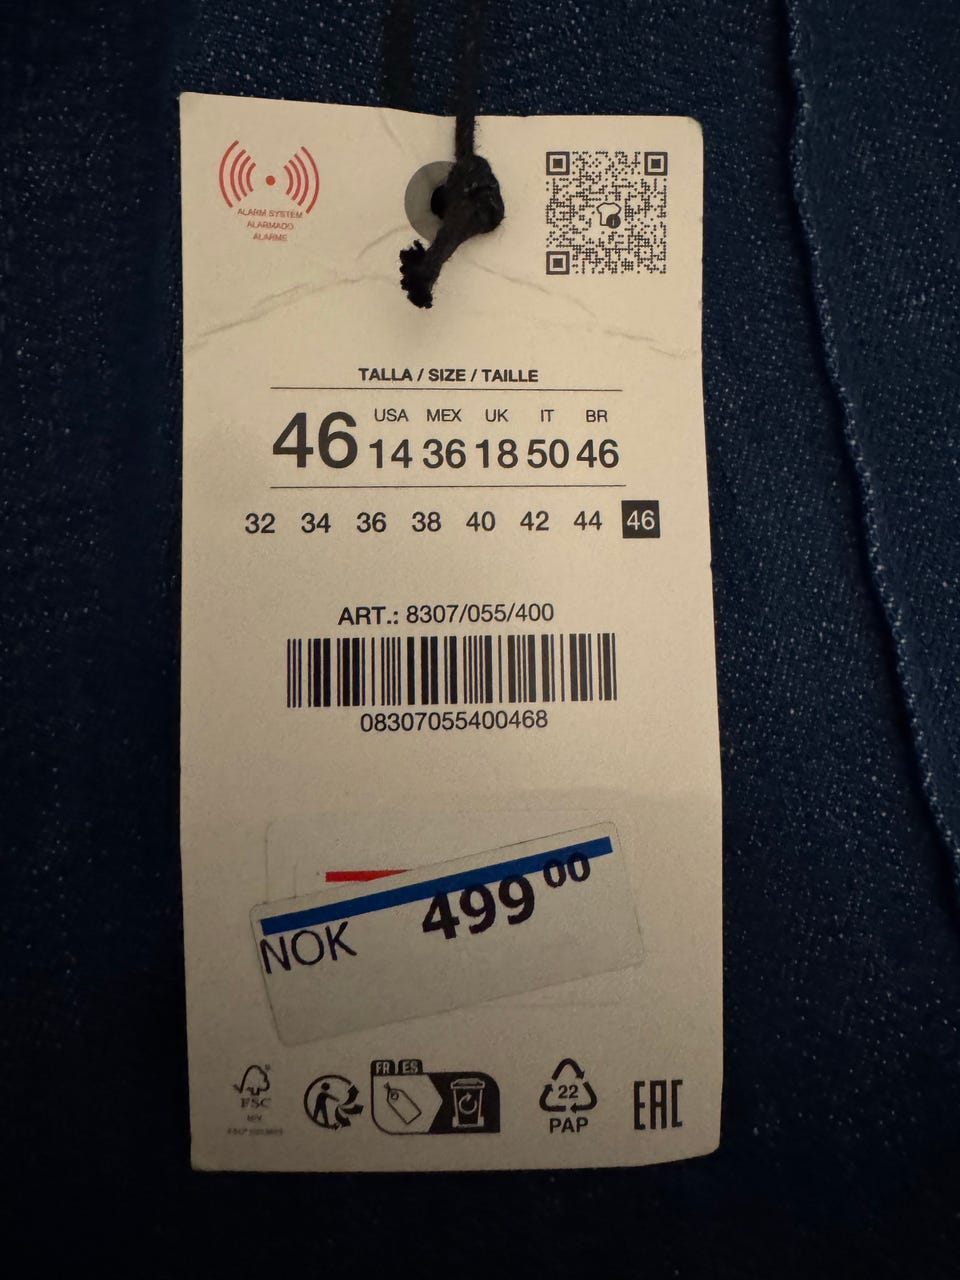 ALARM SYSTEM
ALARMADO
ALARME
TALLA / SIZE / TAILLE
46 USA 14 MEX 36 UK 18 IT 50 BR 46
32 34 36 38 40 42 44 46
ART.: 8307/055/400
08307055400468
NOK 499 00
FR ES
FSC
22
PAP
EAC